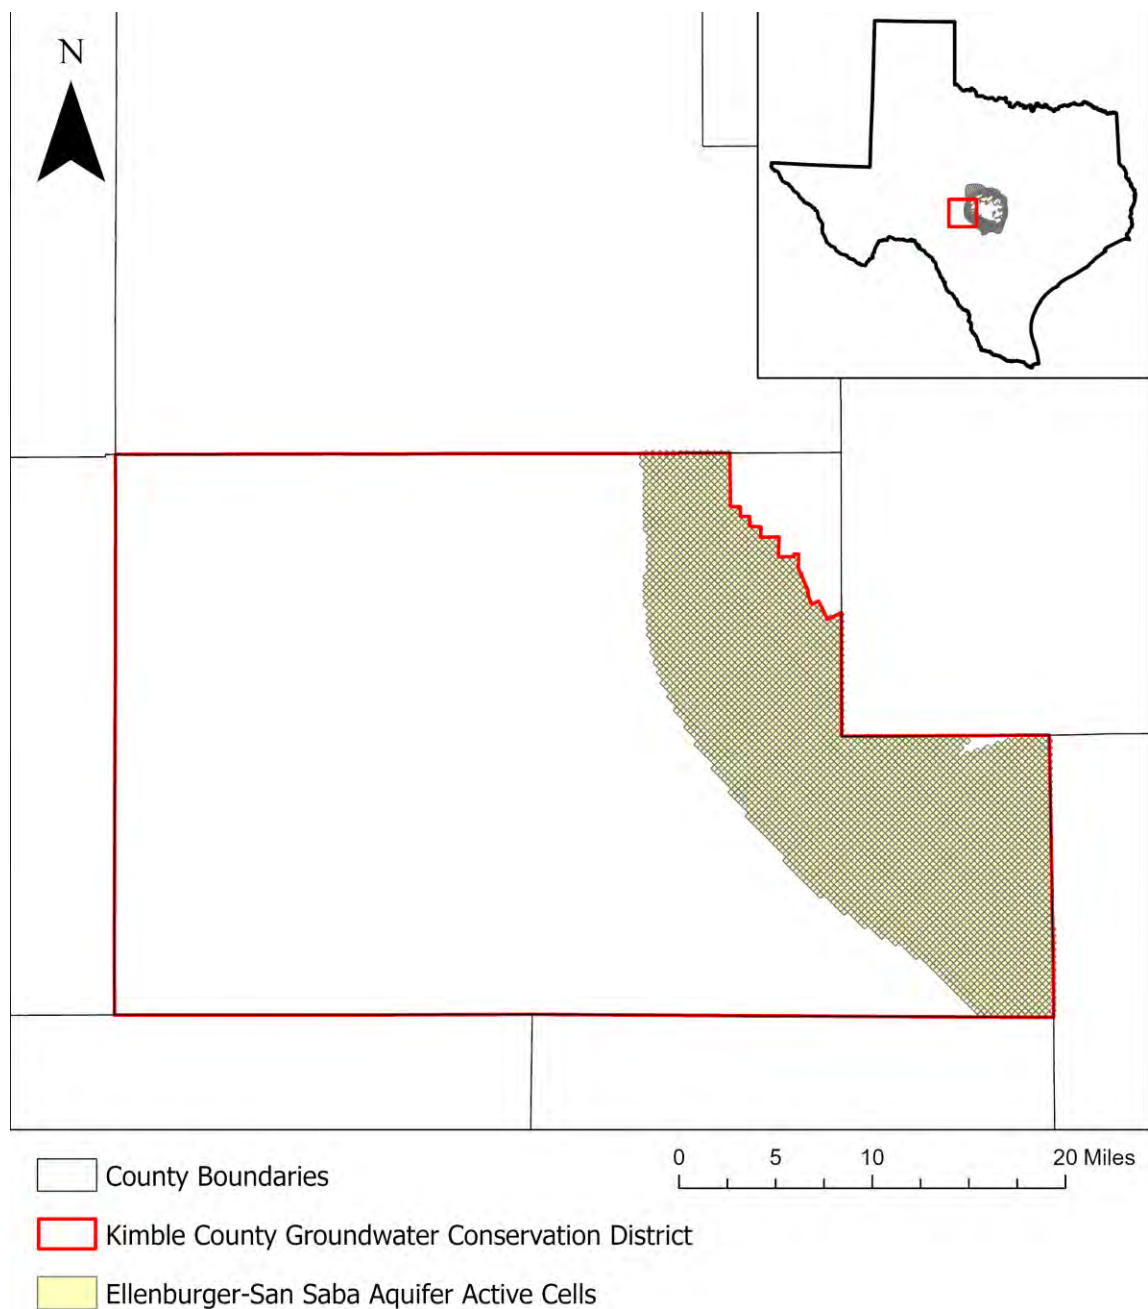 N
0 5 10 20 Miles
County Boundaries
Kimble County Groundwater Conservation District
Ellenburger-San Saba Aquifer Active Cells